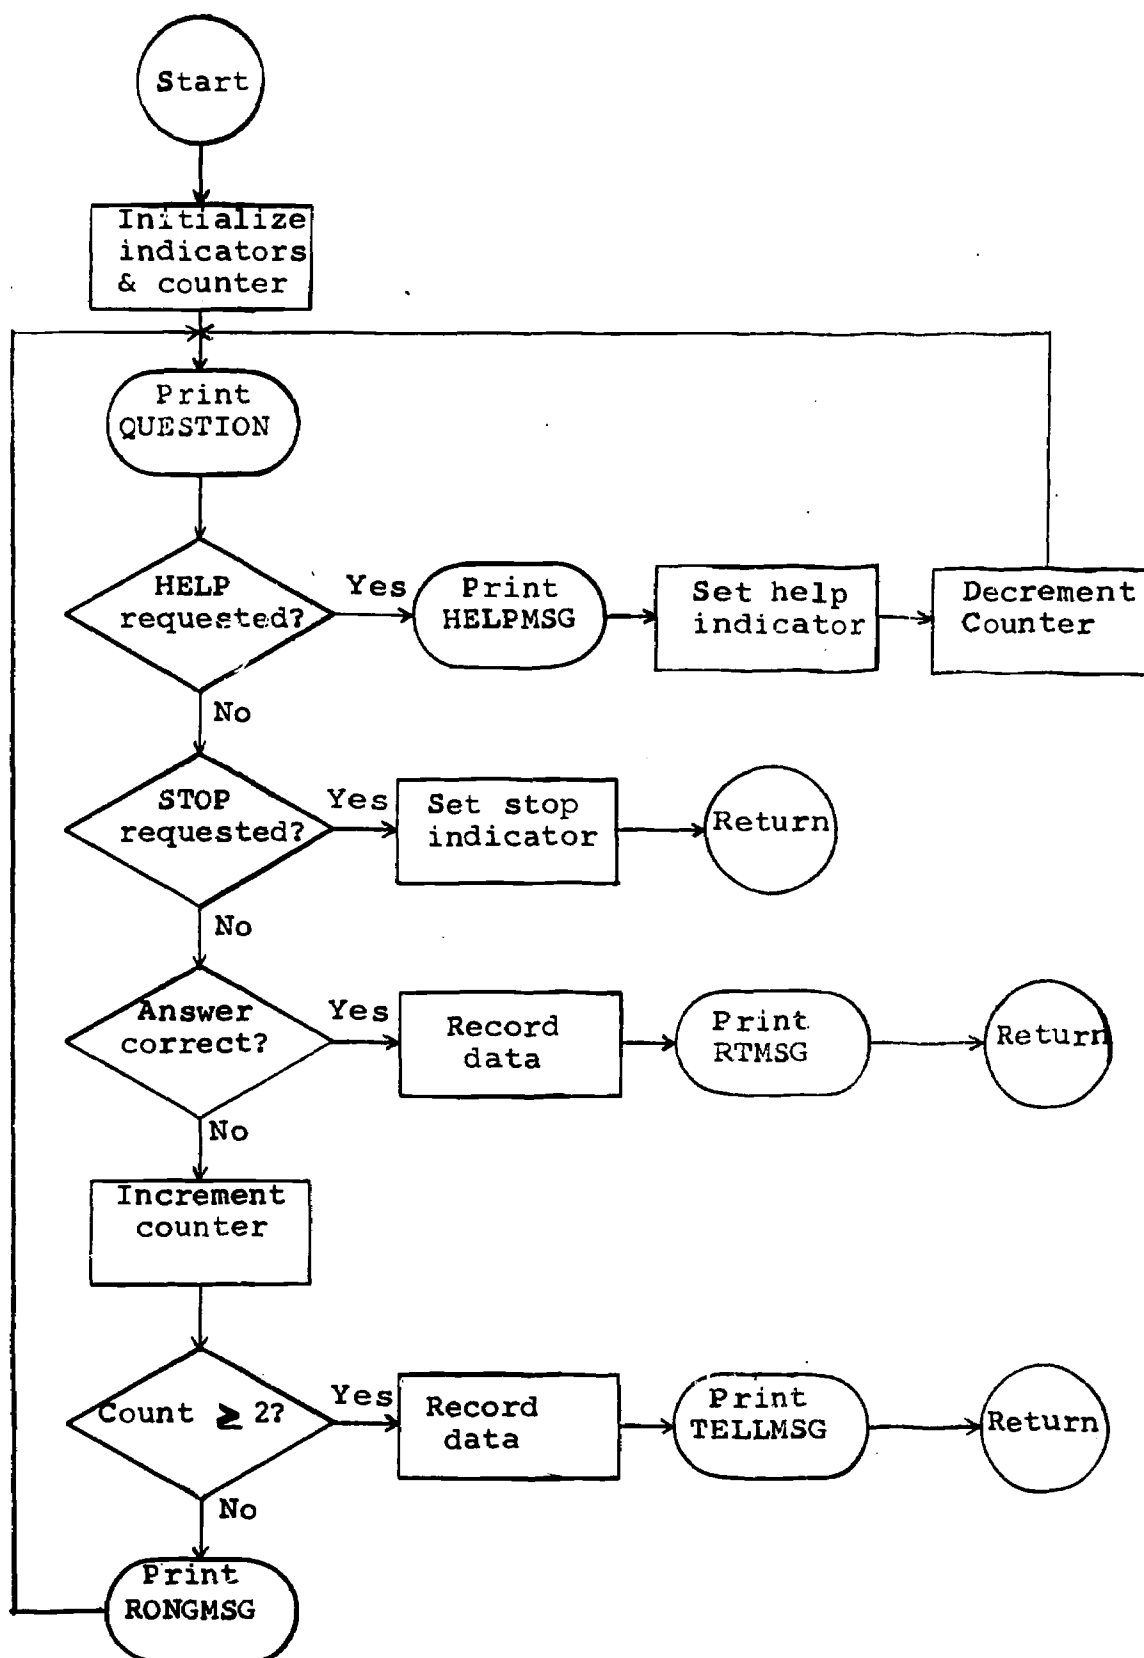 Start
Initialize
indicators
& counter
Print
QUESTION
HELP
requested?
Yes
Print
HELPMSG
Set help
indicator
Decrement
Counter
No
STOP
requested?
Yes
Set stop
indicator
Return
No
Answer
correct?
Yes
Record
data
Print
RTMSG
Return
No
Increment
counter
Count ≥ 2?
Yes
Record
data
Print
TELLMSG
Return
No
Print
RONGMSG